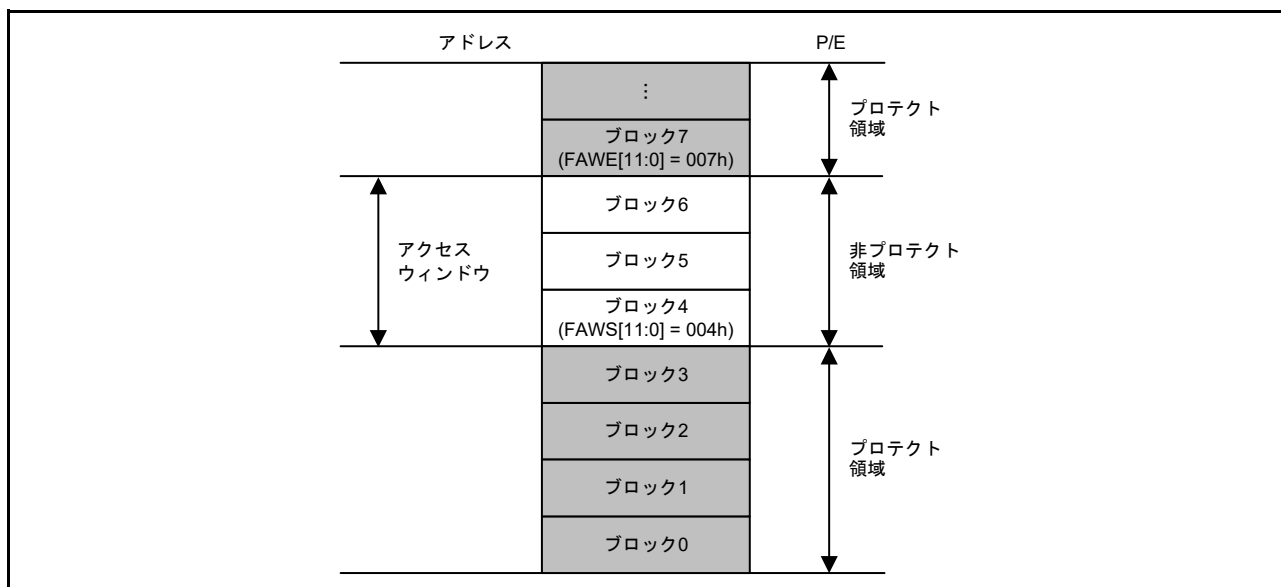 アドレス
P/E
⋮
プロテクト
領域
ブロック7
(FAWE[11:0] = 007h)
ブロック6
アクセス
ウィンドウ
ブロック5
非プロテクト
領域
ブロック4
(FAWS[11:0] = 004h)
ブロック3
ブロック2
プロテクト
領域
ブロック1
ブロック0